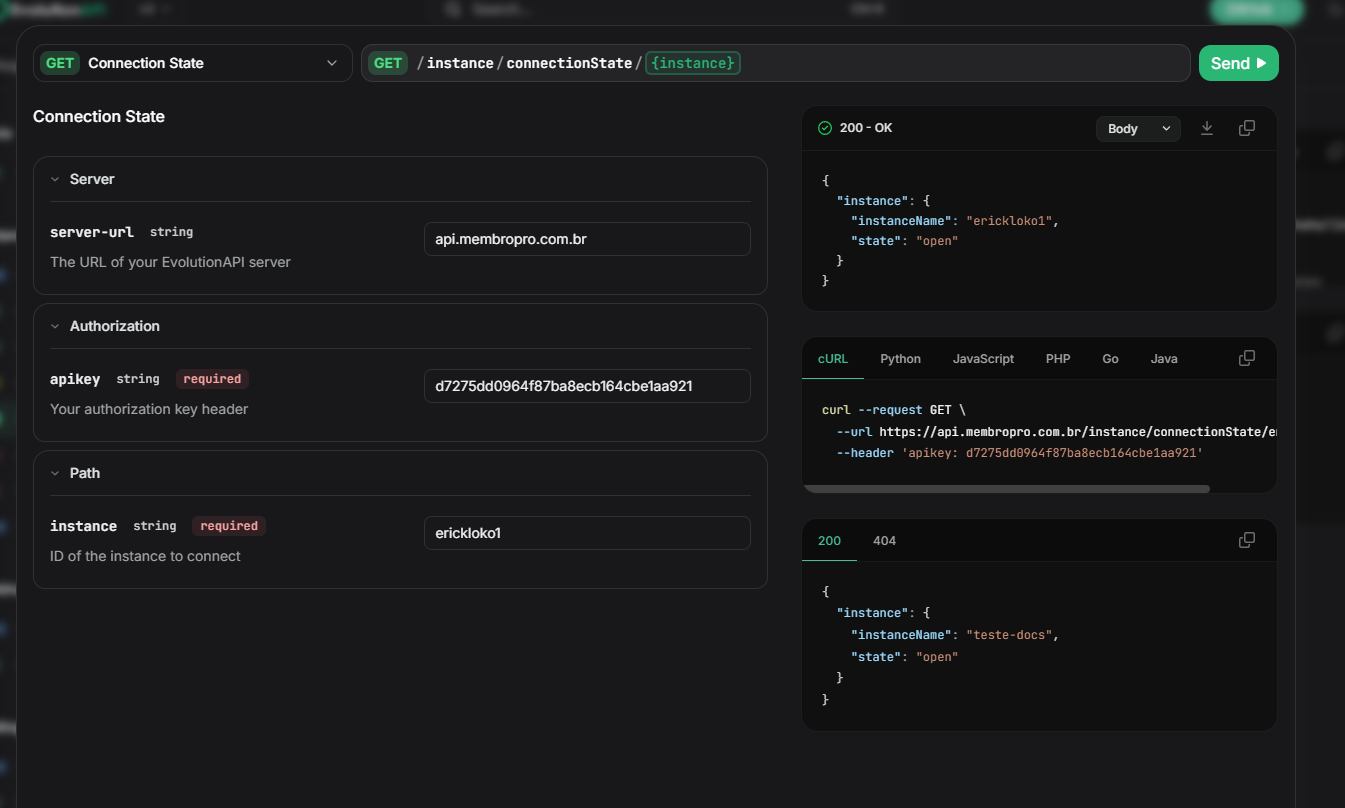 GET Connection State
GET /instance/connectionState/{instance}
Send
Connection State
Server
server-url string
api.membropro.com.br
The URL of your EvolutionAPI server
Authorization
apikey string required
d7275dd0964f87ba8ecb164cbe1aa921
Your authorization key header
Path
instance string required
erickloko1
ID of the instance to connect
200 - OK
Body
{
"instance": {
"instanceName": "erickloko1",
"state": "open"
}
}
cURL Python JavaScript PHP Go Java
curl --request GET \
--url https://api.membropro.com.br/instance/connectionState/e
--header 'apikey: d7275dd0964f87ba8ecb164cbe1aa921'
200 404
{
"instance": {
"instanceName": "teste-docs",
"state": "open"
}
}